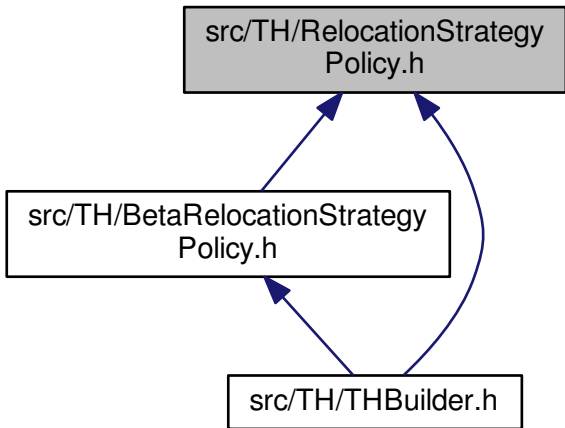 src/TH/RelocationStrategy
Policy.h
src/TH/BetaRelocationStrategy
Policy.h
src/TH/THBuilder.h